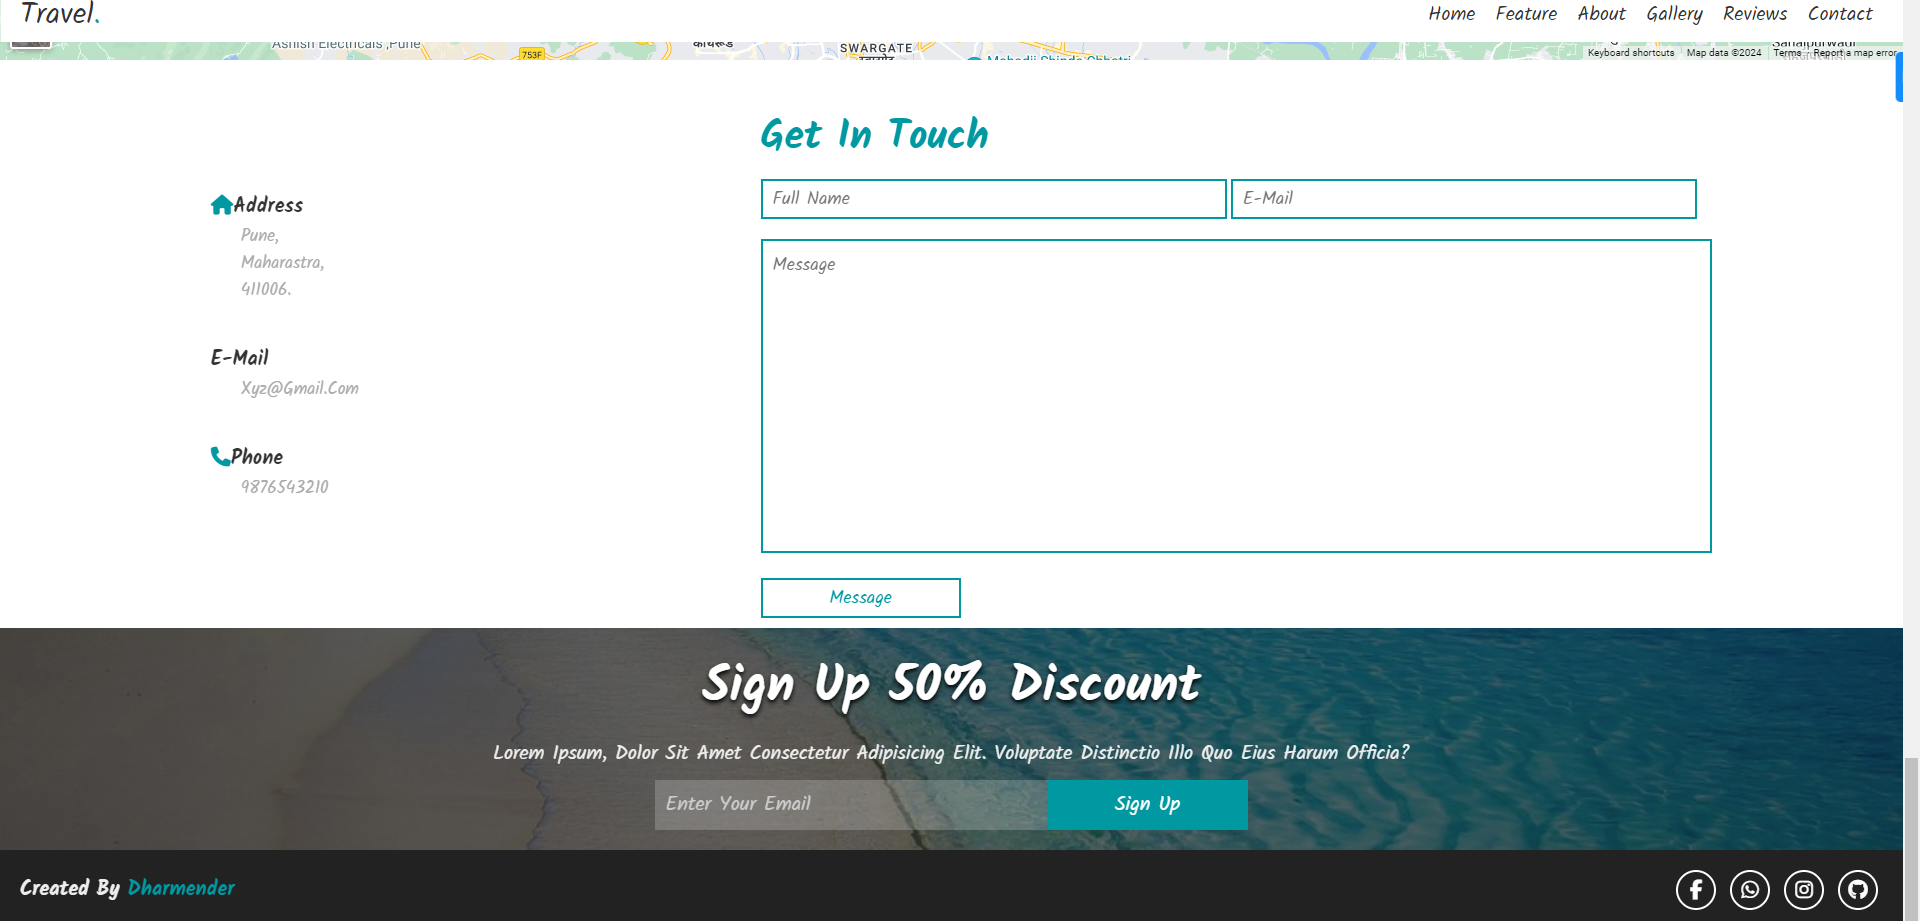 Travel.
Home Feature About Gallery Reviews Contact
Ashish Electricals ,Pune
753F
SWARGATE
Keyboard shortcuts Map data ©2024 Terms Report a map error
Get In Touch
Full Name E-Mail
Message
Address
Pune,
Maharastra,
411006.
E-Mail
Xyz@Gmail.Com
Phone
9876543210
Message
Sign Up 50% Discount
Lorem Ipsum, Dolor Sit Amet Consectetur Adipisicing Elit. Voluptate Distinctio Illo Quo Eius Harum Officia?
Enter Your Email Sign Up
Created By Dharmender